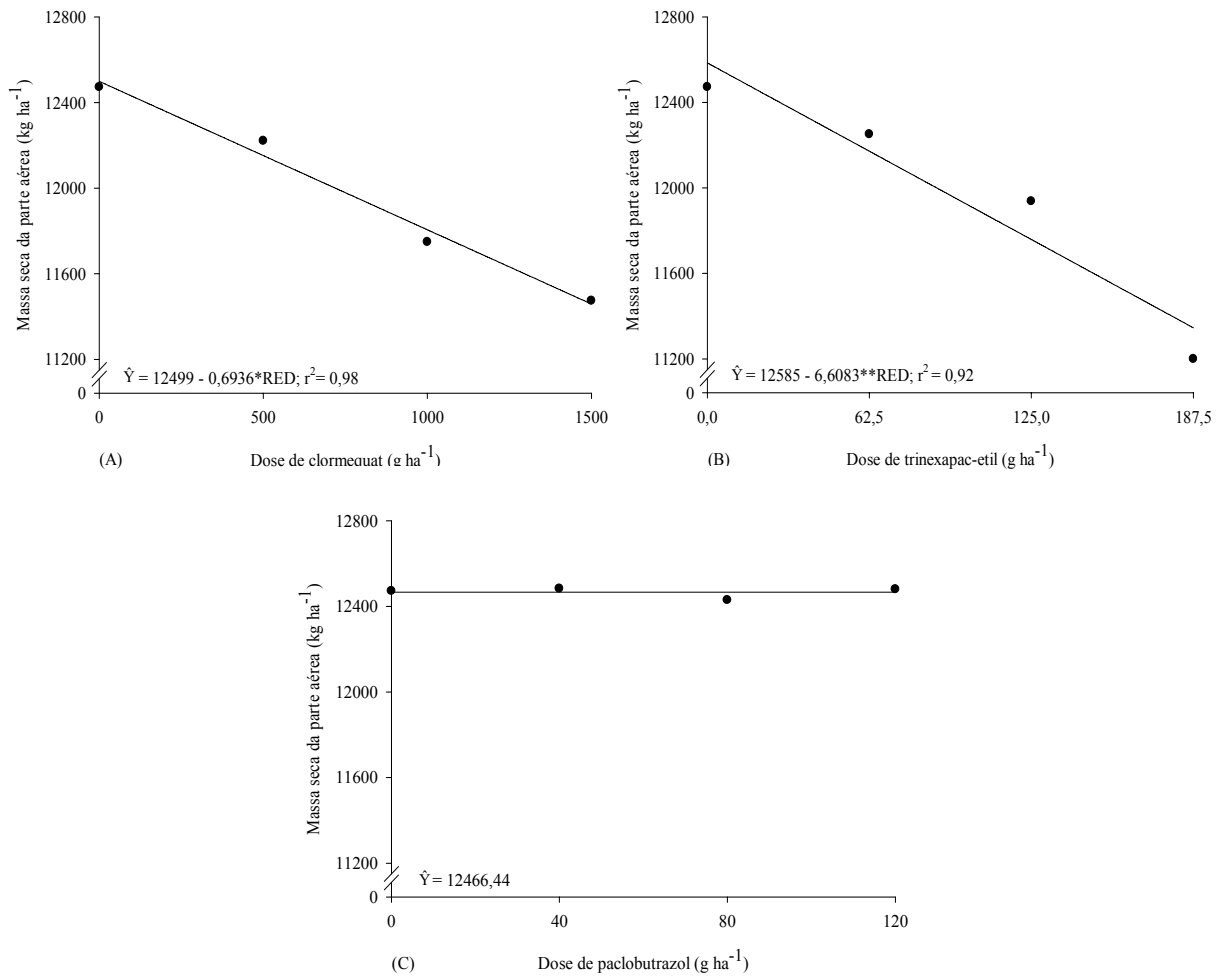 12800
12400
12000
11600
11200
0
Massa seca da parte aérea (kg ha⁻¹)
Ŷ = 12499 - 0,6936*RED; r² = 0,98
0
500
1000
1500
(A)
Dose de clormequat (g ha⁻¹)
12800
12400
12000
11600
11200
0
Massa seca da parte aérea (kg ha⁻¹)
Ŷ = 12585 - 6,6083**RED; r² = 0,92
0,0
62,5
125,0
187,5
(B)
Dose de trinexapac-etil (g ha⁻¹)
12800
12400
12000
11600
11200
0
Massa seca da parte aérea (kg ha⁻¹)
Ŷ = 12466,44
0
40
80
120
(C)
Dose de paclobutrazol (g ha⁻¹)